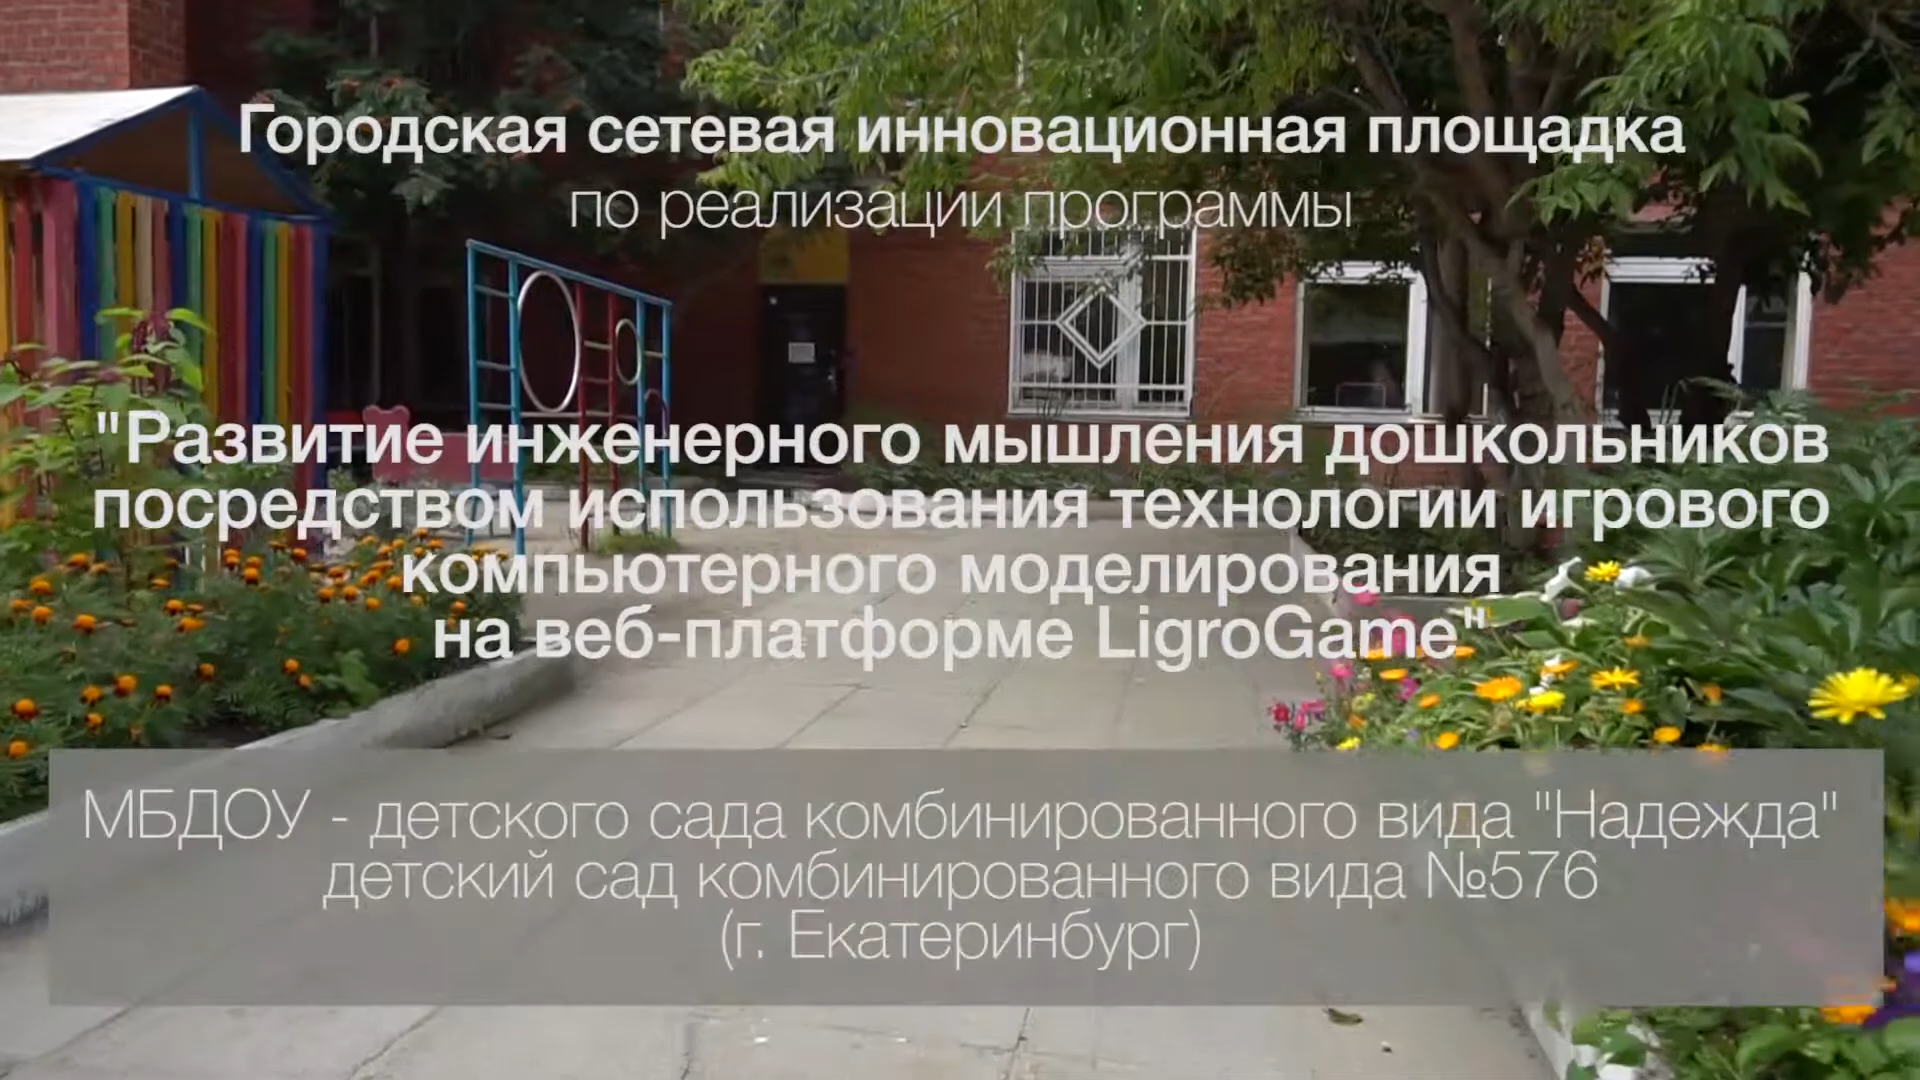 Городская сетевая инновационная площадка
по реализации программы
"Развитие инженерного мышления дошкольников
посредством использования технологии игрового
компьютерного моделирования
на веб-платформе LigroGame"
МБДОУ - детского сада комбинированного вида "Надежда"
детский сад комбинированного вида №576
(г. Екатеринбург)